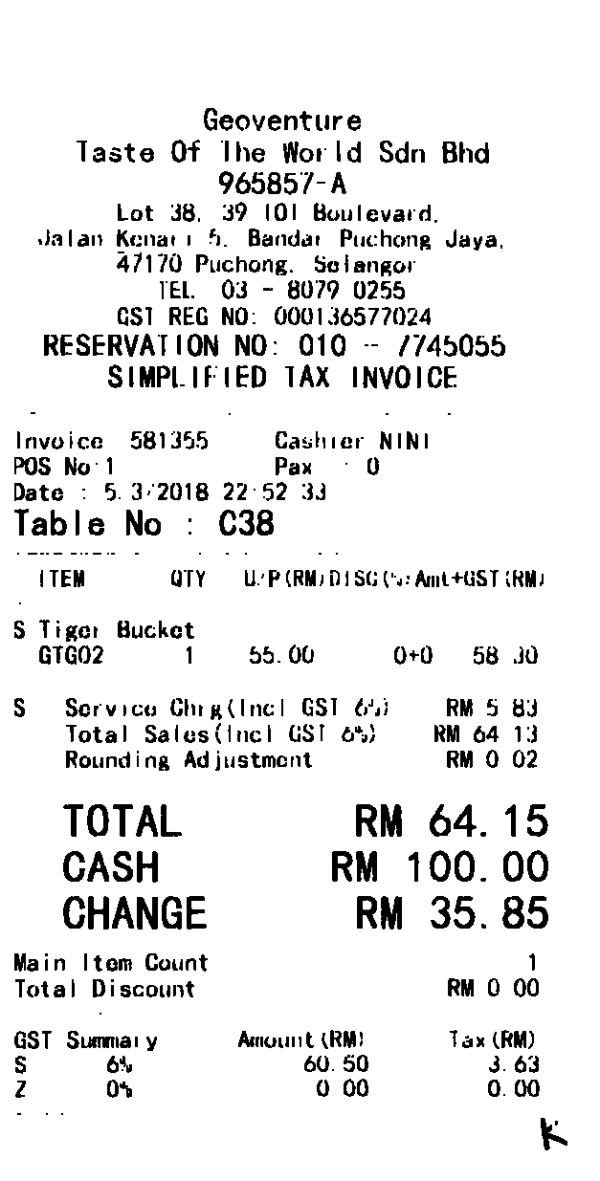 Geoventure
Taste Of The World Sdn Bhd
965857-A
Lot 38, 39 101 Boulevard,
Jalan Kenari 5, Bandar Puchong Jaya,
47170 Puchong, Selangor
TEL. 03 - 8079 0255
GST REG NO: 000136577024
RESERVATION NO: 010 - 7745055
SIMPLIFIED TAX INVOICE
Invoice 581355 Cashier NINI
POS No:1 Pax : 0
Date : 5/3/2018 22:52:33
Table No : C38
ITEM QTY U/P(RM) DISC(%) Amt+GST(RM)
S Tiger Bucket
GTG02 1 55.00 0+0 58.30
S Service Chrg(Incl GST 6%) RM 5.83
Total Sales(Incl GST 6%) RM 64.13
Rounding Adjustment RM 0.02
TOTAL RM 64.15
CASH RM 100.00
CHANGE RM 35.85
Main Item Count 1
Total Discount RM 0.00
GST Summary Amount(RM) Tax(RM)
S 6% 60.50 3.63
Z 0% 0.00 0.00
K